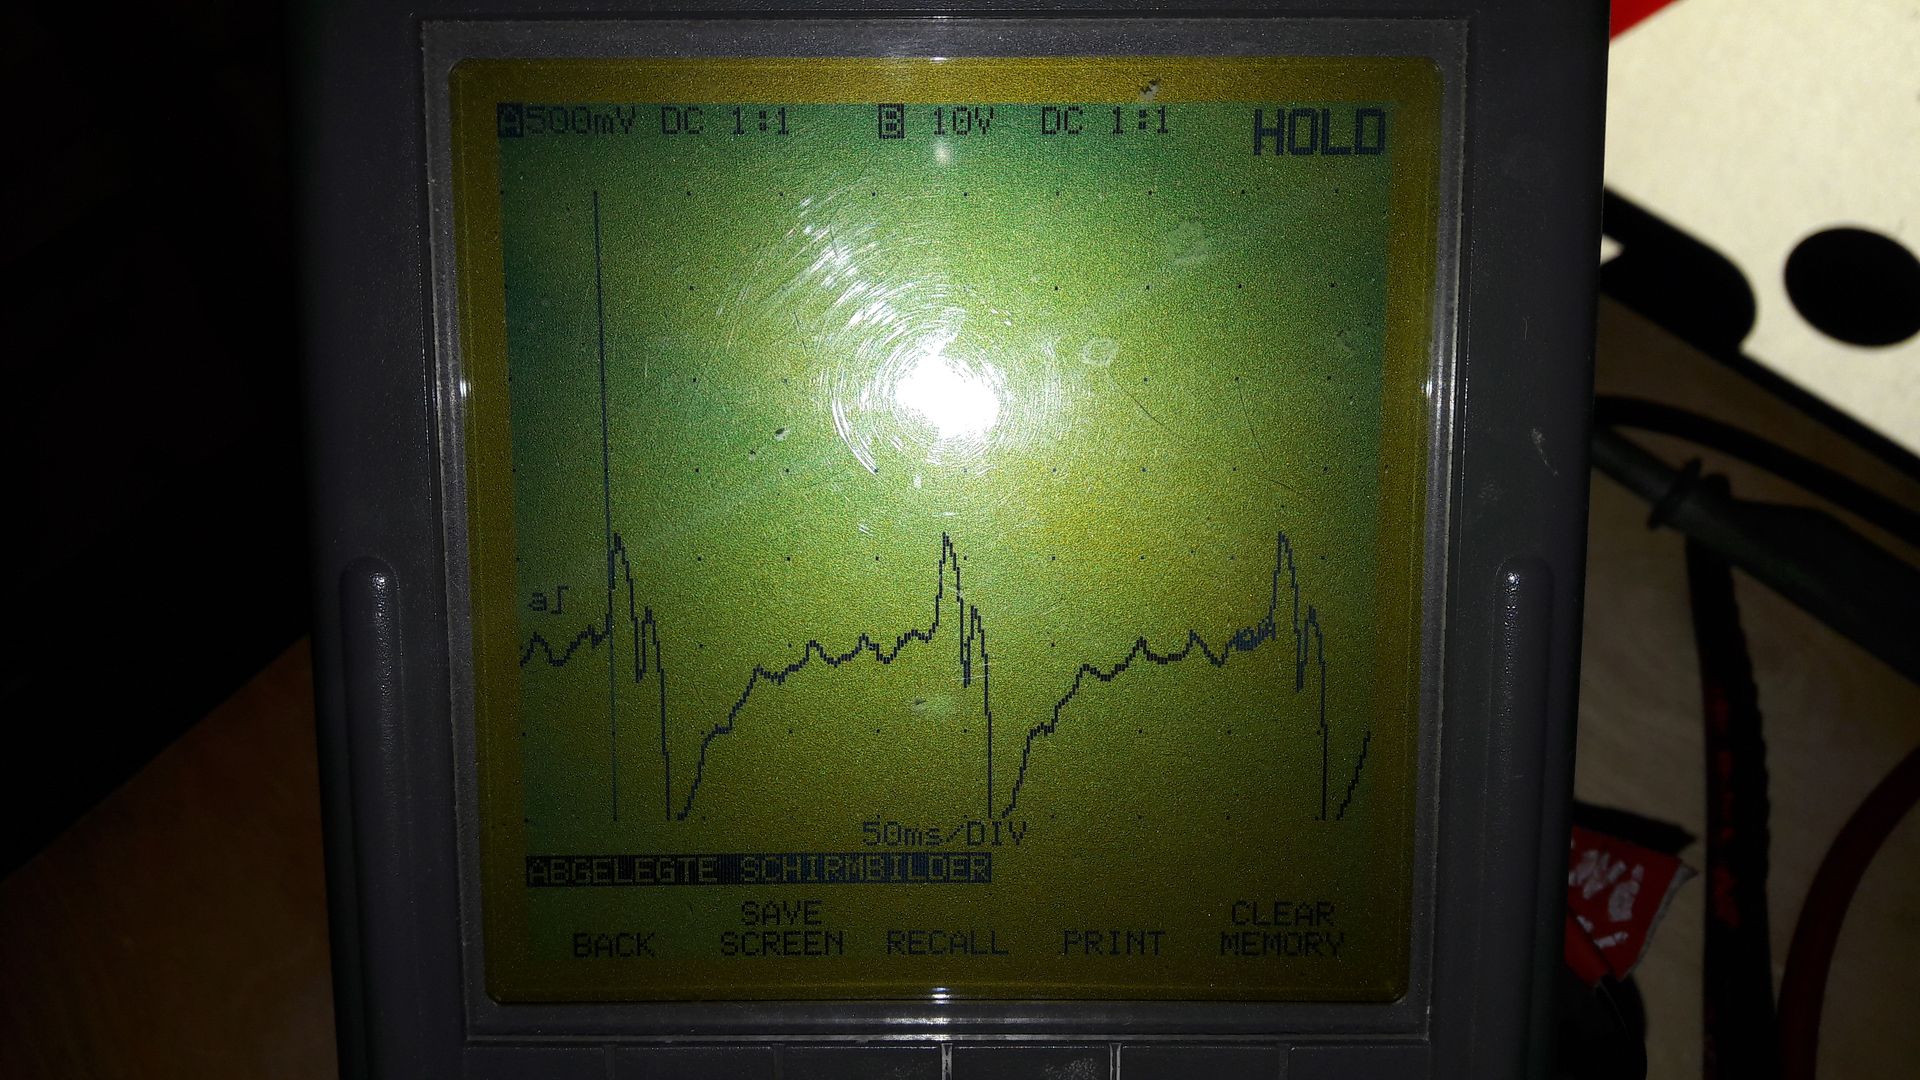 A 500mV DC 1:1 B 10V DC 1:1 HOLD
a∫
50ms/DIV
ABGELEGTE SCHIRMBILDER
BACK SAVE SCREEN RECALL PRINT CLEAR MEMORY